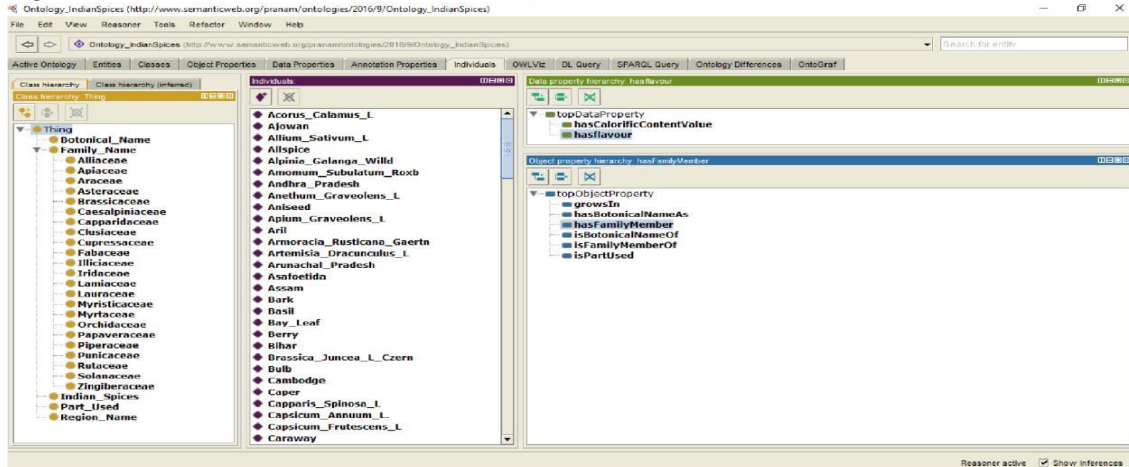 Ontology_IndianSpices (http://www.semanticweb.org/pranam/ontologies/2016/9/Ontology_IndianSpices)
File Edit View Reasoner Tools Refactor Window Help
Ontology_IndianSpices (http://www.semanticweb.org/pranam/ontologies/2016/9/Ontology_IndianSpices)
Search for entity
Active Ontology Entities Classes Object Properties Data Properties Annotation Properties Individuals OWLViz DL Query SPARQL Query Ontology Differences OntoGraf
Class hierarchy Class hierarchy (inferred)
Class hierarchy: Thing
Thing
Botonical_Name
Family_Name
Alliaceae
Apiaceae
Araceae
Asteraceae
Brassicaceae
Caesalpiniaceae
Capparidaceae
Clusiaceae
Cupressaceae
Fabaceae
Illiciaceae
Iridaceae
Lamiaceae
Lauraceae
Myristicaceae
Myrtaceae
Orchidaceae
Papaveraceae
Piperaceae
Punicaceae
Rutaceae
Solanaceae
Zingiberaceae
Indian_Spices
Part_Used
Region_Name
Individuals:
Acorus_Calamus_L
Ajowan
Allium_Sativum_L
Allspice
Alpinia_Galanga_Willd
Amomum_Subulatum_Roxb
Andhra_Pradesh
Anethum_Graveolens_L
Aniseed
Apium_Graveolens_L
Aril
Armoracia_Rusticana_Gaertn
Artemisia_Dracunculus_L
Arunachal_Pradesh
Asafoetida
Assam
Bark
Basil
Bay_Leaf
Berry
Bihar
Brassica_Juncea_L_Czern
Bulb
Cambodge
Caper
Capparis_Spinosa_L
Capsicum_Annuum_L.
Capsicum_Frutescens_L
Caraway
Data property hierarchy: hasflavour
topDataProperty
hasCalorificContentValue
hasflavour
Object property hierarchy: hasFamilyMember
topObjectProperty
growsIn
hasBotonicalNameAs
hasFamilyMember
isBotonicalNameOf
isFamilyMemberOf
isPartUsed
Reasoner active Show Inferences